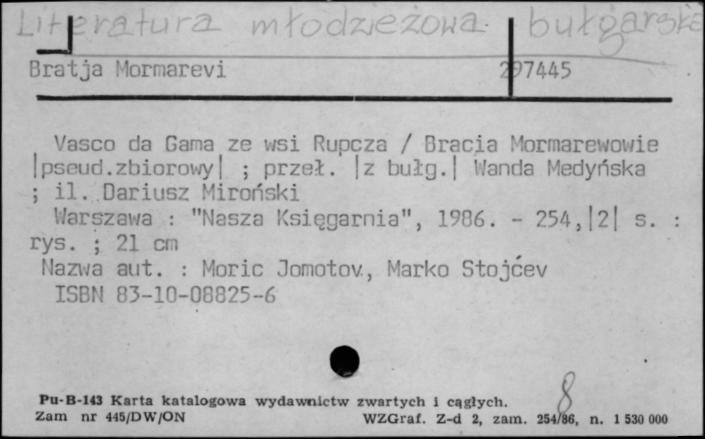 Literatura młodzieżowa bułgarska
Bratja Mormarevi 297445
Vasco da Gama ze wsi Rupcza / Bracia Mormarewowie
|pseud.zbiorowy| ; przeł. |z bułg.| Wanda Medyńska
; il. Dariusz Miroński
Warszawa : "Nasza Księgarnia", 1986. - 254,|2| s. :
rys. ; 21 cm
Nazwa aut. : Moric Jomotov, Marko Stojčev
ISBN 83-10-08825-6
8
Pu-B-143 Karta katalogowa wydawnictw zwartych i cągłych.
Zam nr 445/DW/ON WZGraf. Z-d 2, zam. 254/86, n. 1 530 000